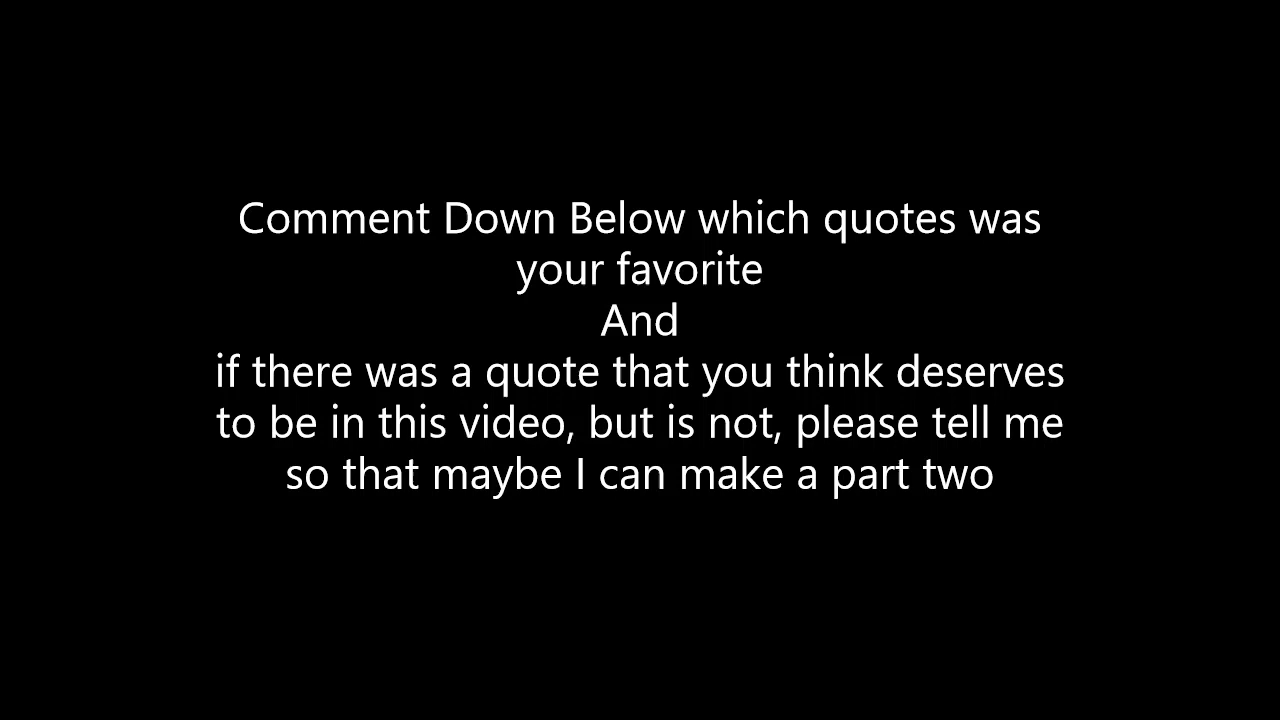 Comment Down Below which quotes was
your favorite
And
if there was a quote that you think deserves
to be in this video, but is not, please tell me
so that maybe I can make a part two